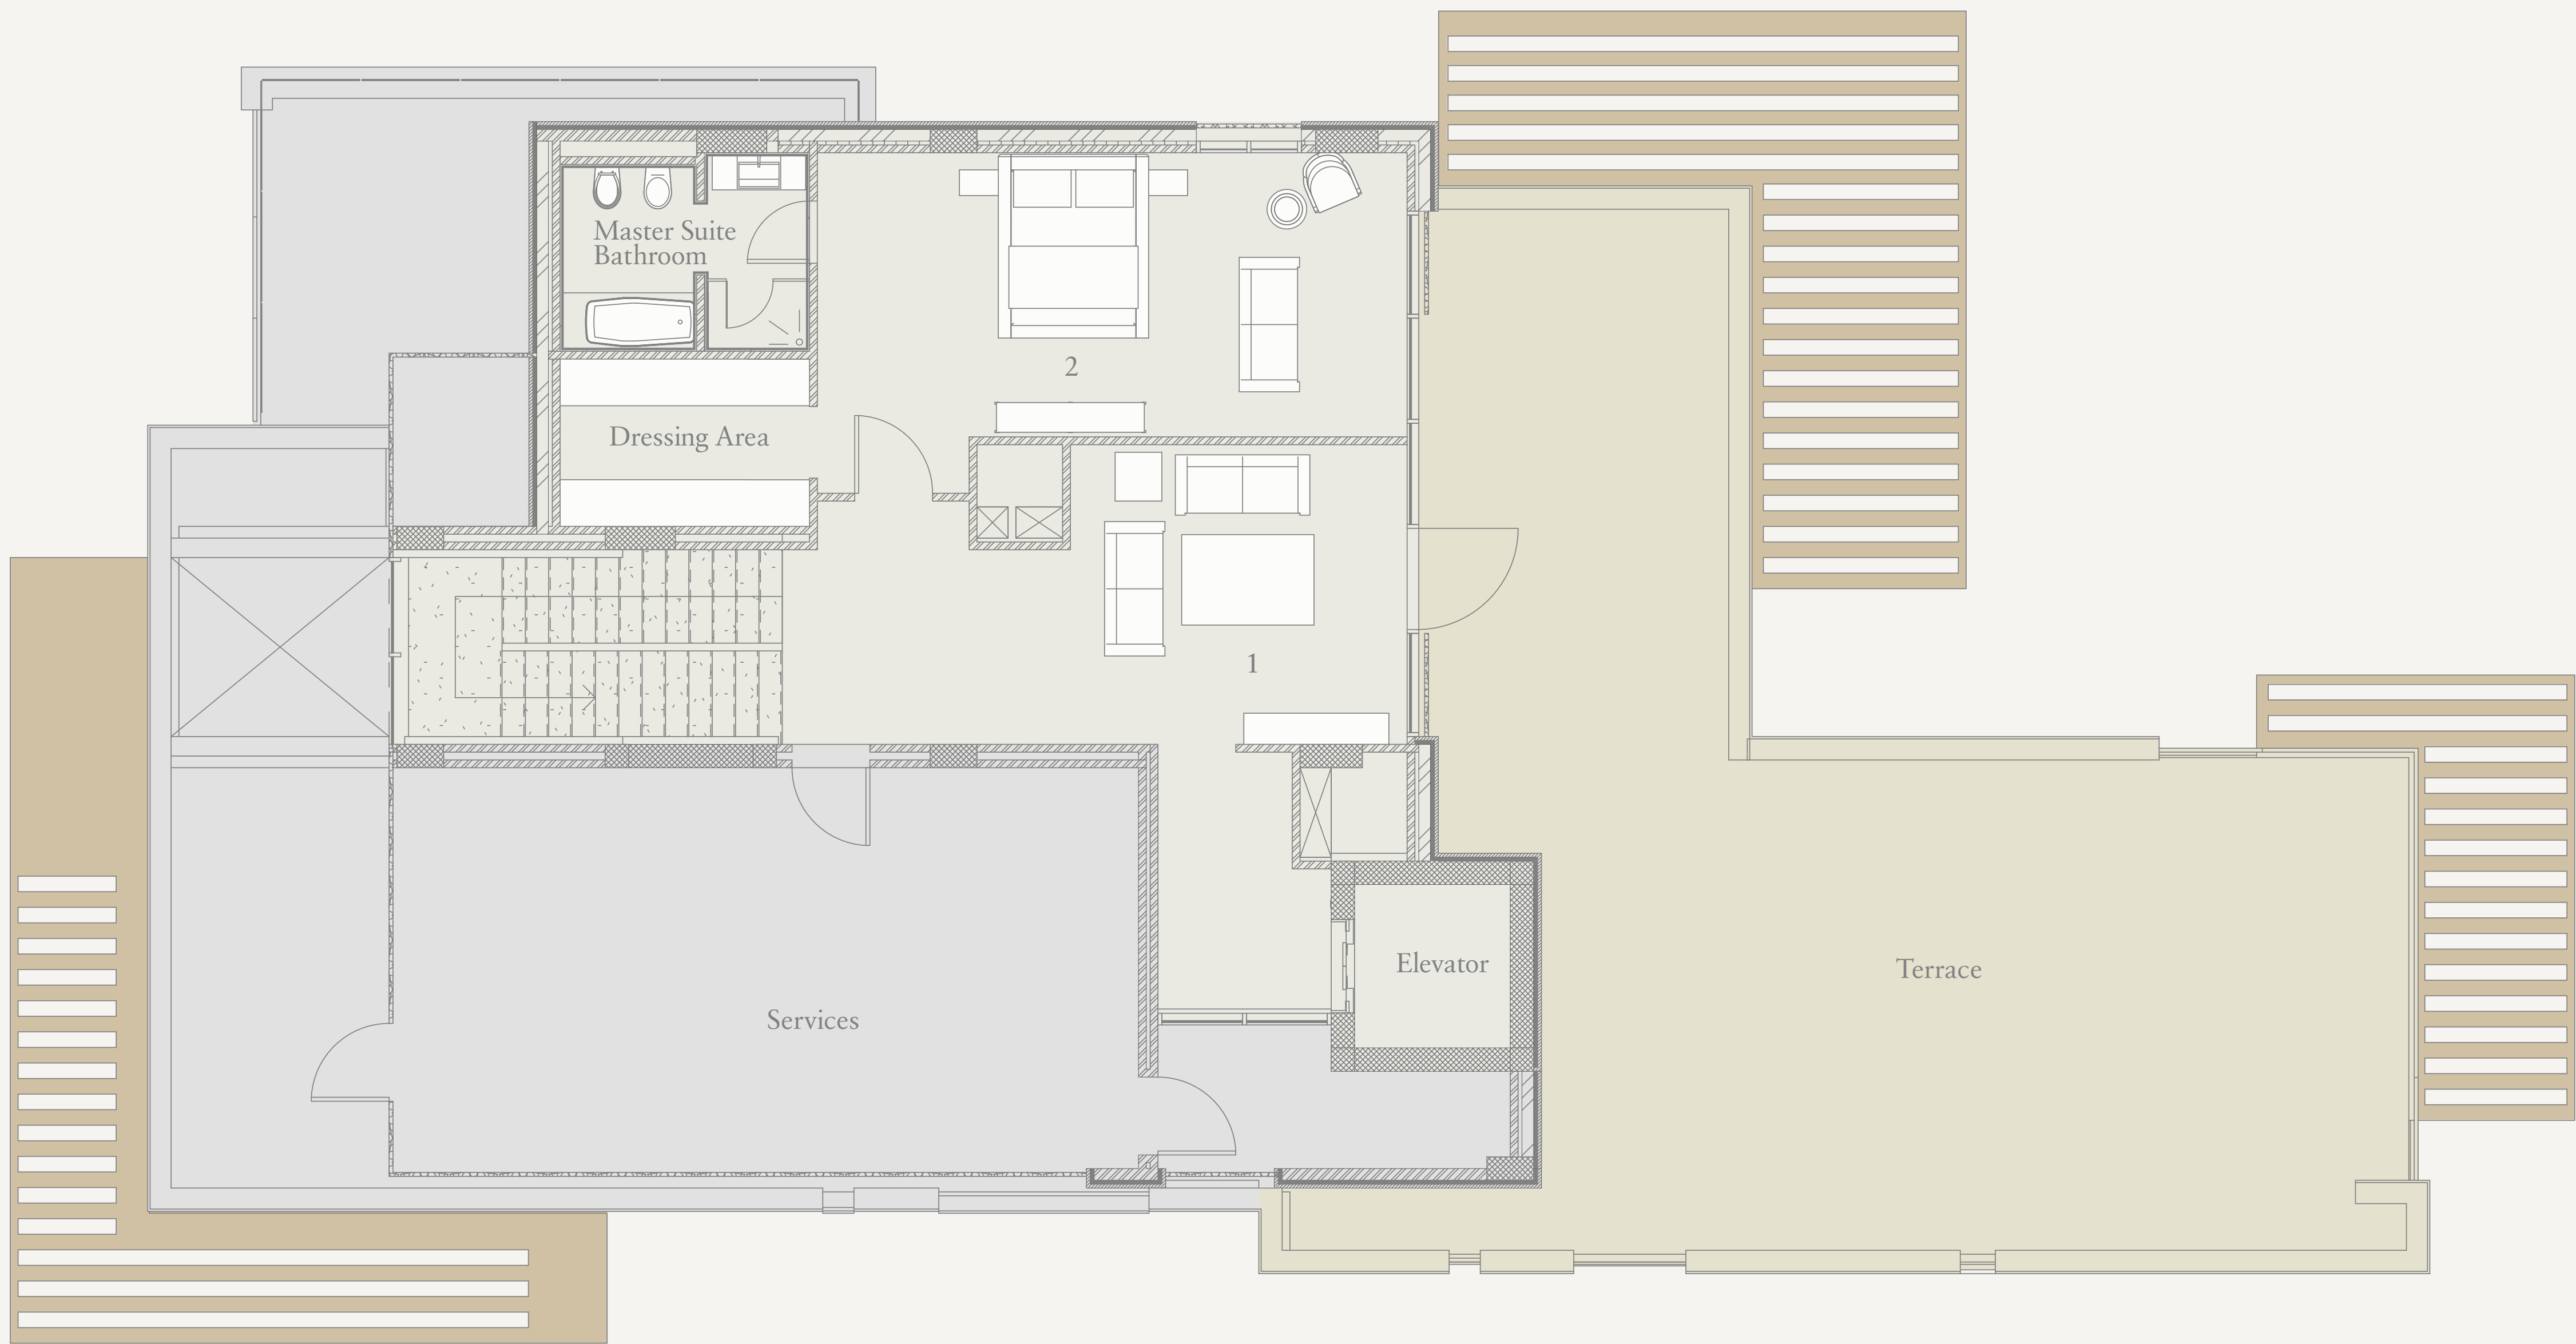 Master Suite
Bathroom
2
Dressing Area
1
Elevator
Terrace
Services